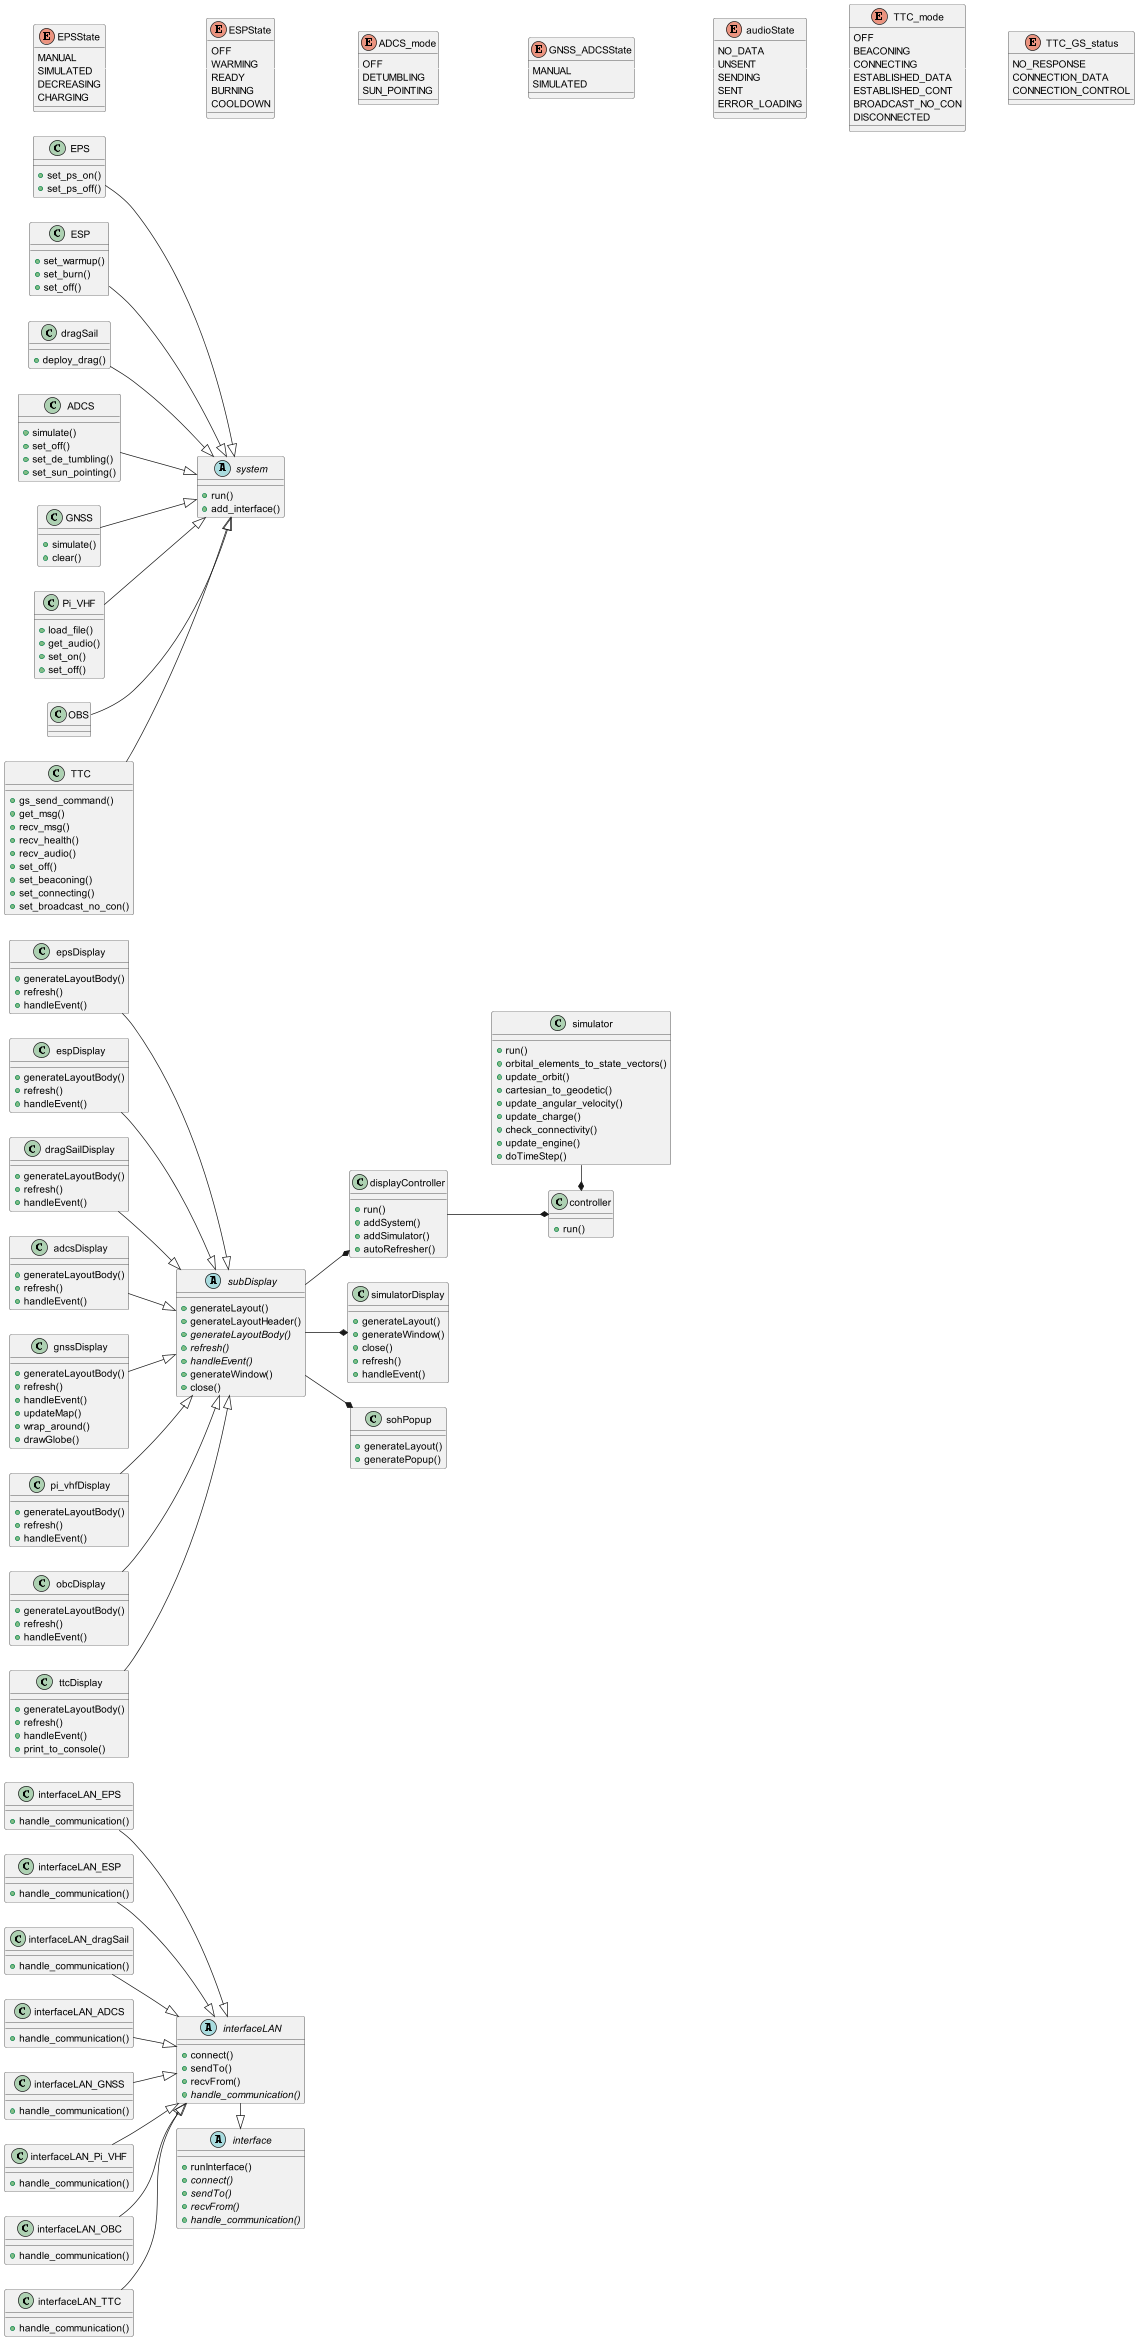 E EPSState
MANUAL
SIMULATED
DECREASING
CHARGING
E ESPState
OFF
WARMING
READY
BURNING
COOLDOWN
E ADCS_mode
OFF
DETUMBLING
SUN_POINTING
E GNSS_ADCSState
MANUAL
SIMULATED
E audioState
NO_DATA
UNSENT
SENDING
SENT
ERROR_LOADING
E TTC_mode
OFF
BEACONING
CONNECTING
ESTABLISHED_DATA
ESTABLISHED_CONT
BROADCAST_NO_CON
DISCONNECTED
E TTC_GS_status
NO_RESPONSE
CONNECTION_DATA
CONNECTION_CONTROL
C EPS
set_ps_on()
set_ps_off()
C ESP
set_warmup()
set_burn()
set_off()
C dragSail
deploy_drag()
C ADCS
simulate()
set_off()
set_de_tumbling()
set_sun_pointing()
A system
run()
add_interface()
C GNSS
simulate()
clear()
C Pi_VHF
load_file()
get_audio()
set_on()
set_off()
C OBS
C TTC
gs_send_command()
get_msg()
recv_msg()
recv_health()
recv_audio()
set_off()
set_beaconing()
set_connecting()
set_broadcast_no_con()
C epsDisplay
generateLayoutBody()
refresh()
handleEvent()
C espDisplay
generateLayoutBody()
refresh()
handleEvent()
C dragSailDisplay
generateLayoutBody()
refresh()
handleEvent()
C adcsDisplay
generateLayoutBody()
refresh()
handleEvent()
C gnssDisplay
generateLayoutBody()
refresh()
handleEvent()
updateMap()
wrap_around()
drawGlobe()
C pi_vhfDisplay
generateLayoutBody()
refresh()
handleEvent()
C obcDisplay
generateLayoutBody()
refresh()
handleEvent()
C ttcDisplay
generateLayoutBody()
refresh()
handleEvent()
print_to_console()
A subDisplay
generateLayout()
generateLayoutHeader()
generateLayoutBody()
refresh()
handleEvent()
generateWindow()
close()
C displayController
run()
addSystem()
addSimulator()
autoRefresher()
C simulatorDisplay
generateLayout()
generateWindow()
close()
refresh()
handleEvent()
C sohPopup
generateLayout()
generatePopup()
C simulator
run()
orbital_elements_to_state_vectors()
update_orbit()
cartesian_to_geodetic()
update_angular_velocity()
update_charge()
check_connectivity()
update_engine()
doTimeStep()
C controller
run()
C interfaceLAN_EPS
handle_communication()
C interfaceLAN_ESP
handle_communication()
C interfaceLAN_dragSail
handle_communication()
C interfaceLAN_ADCS
handle_communication()
C interfaceLAN_GNSS
handle_communication()
C interfaceLAN_Pi_VHF
handle_communication()
C interfaceLAN_OBC
handle_communication()
C interfaceLAN_TTC
handle_communication()
A interfaceLAN
connect()
sendTo()
recvFrom()
handle_communication()
A interface
runInterface()
connect()
sendTo()
recvFrom()
handle_communication()